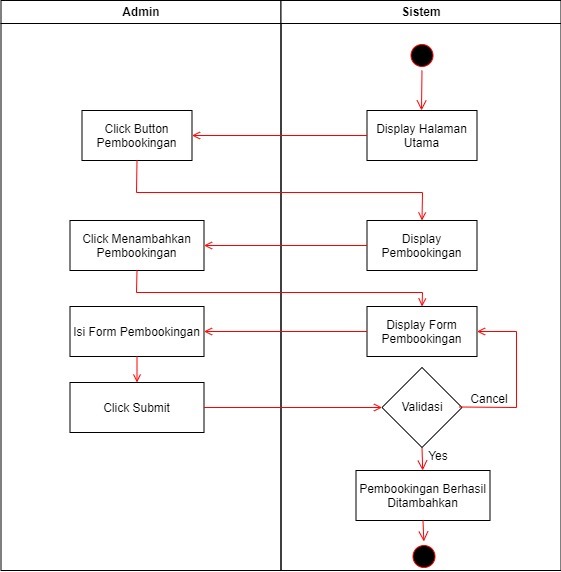 Admin
Sistem
Display Halaman
Utama
Click Button
Pembookingan
Display
Pembookingan
Click Menambahkan
Pembookingan
Display Form
Pembookingan
Isi Form Pembookingan
Click Submit
Validasi
Cancel
Yes
Pembookingan Berhasil
Ditambahkan